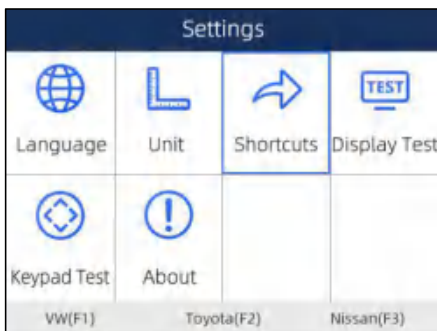 Settings
TEST
Language Unit Shortcuts Display Test
Keypad Test About
VW(F1) Toyota(F2) Nissan(F3)